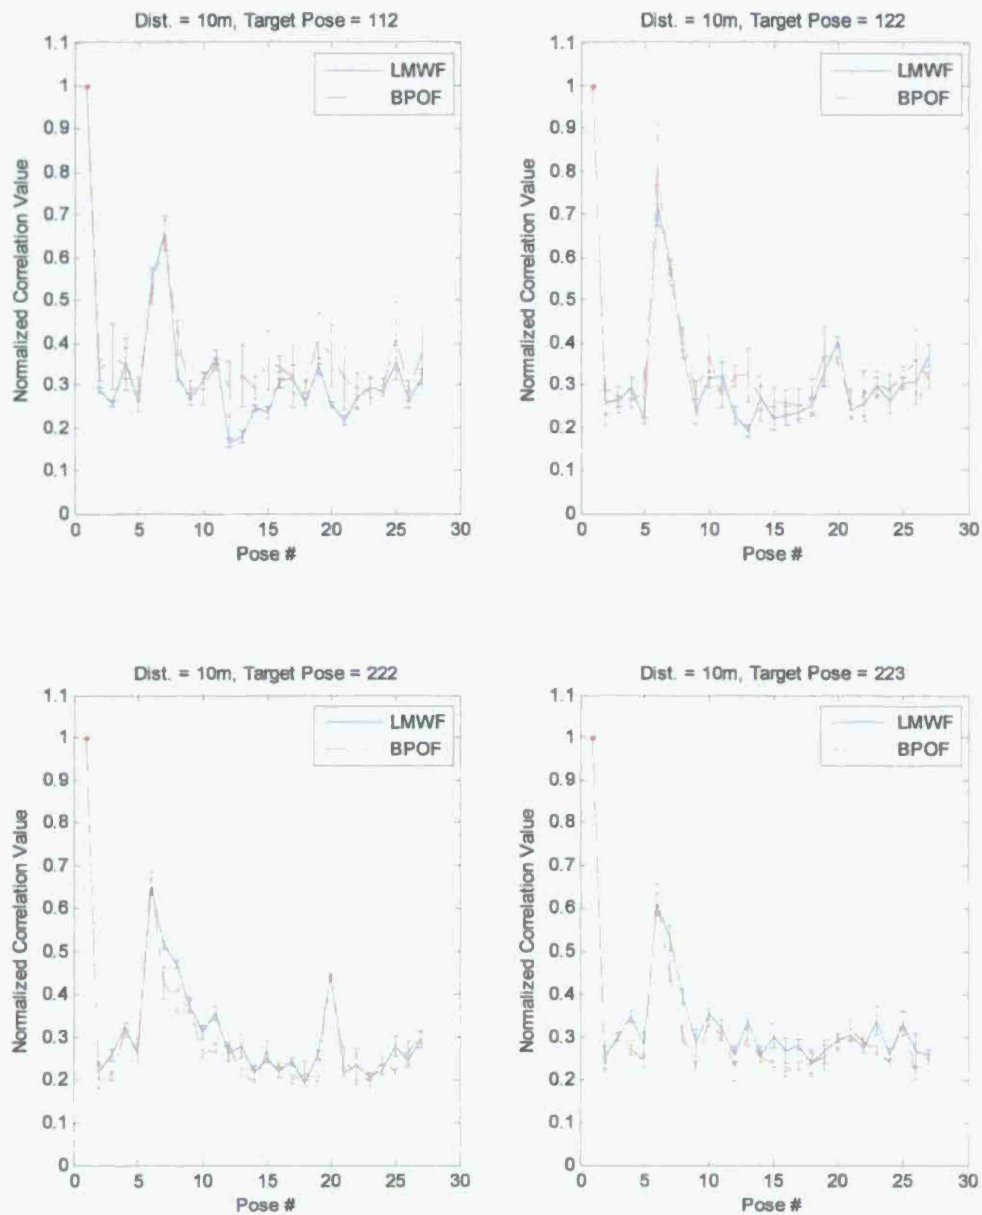 Dist. = 10m, Target Pose = 112
1.1
1
0.9
0.8
0.7
0.6
0.5
0.4
0.3
0.2
0.1
0
Normalized Correlation Value
LMWF
BPOF
0 5 10 15 20 25 30
Pose #
Dist. = 10m, Target Pose = 122
1.1
1
0.9
0.8
0.7
0.6
0.5
0.4
0.3
0.2
0.1
0
Normalized Correlation Value
LMWF
BPOF
0 5 10 15 20 25 30
Pose #
Dist. = 10m, Target Pose = 222
1.1
1
0.9
0.8
0.7
0.6
0.5
0.4
0.3
0.2
0.1
0
Normalized Correlation Value
LMWF
BPOF
0 5 10 15 20 25 30
Pose #
Dist. = 10m, Target Pose = 223
1.1
1
0.9
0.8
0.7
0.6
0.5
0.4
0.3
0.2
0.1
0
Normalized Correlation Value
LMWF
BPOF
0 5 10 15 20 25 30
Pose #